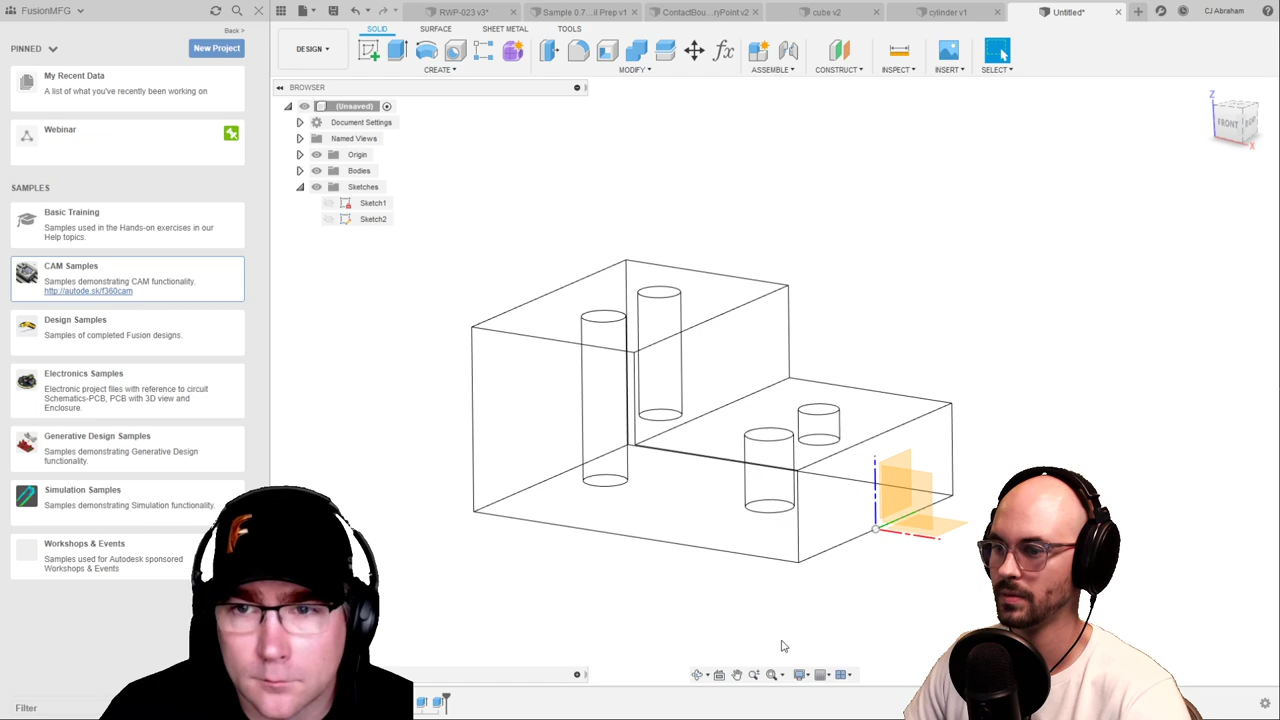 FusionMFG
RWP-023 v3*
Sample 0.7...il Prep v1
ContactBou...ryPoint v2
cube v2
cylinder v1
Untitled*
CJ Abraham
Back >
PINNED
New Project
My Recent Data
A list of what you've recently been working on
Webinar
SAMPLES
Basic Training
Samples used in the Hands-on exercises in our
Help topics.
CAM Samples
Samples demonstrating CAM functionality.
http://autode.sk/f360cam
Design Samples
Samples of completed Fusion designs.
Electronics Samples
Electronic project files with reference to circuit
Schematics-PCB, PCB with 3D view and
Enclosure.
Generative Design Samples
Samples demonstrating Generative Design
functionality.
Simulation Samples
Samples demonstrating Simulation functionality.
Workshops & Events
Samples used for Autodesk sponsored
Workshops & Events
Filter
DESIGN
SOLID
SURFACE
SHEET METAL
TOOLS
CREATE
MODIFY
ASSEMBLE
CONSTRUCT
INSPECT
INSERT
SELECT
BROWSER
(Unsaved)
Document Settings
Named Views
Origin
Bodies
Sketches
Sketch1
Sketch2
Z
FRONT
X